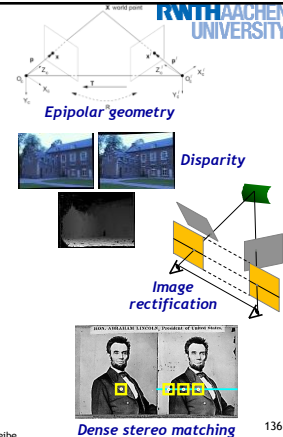 RWTHAACHEN
UNIVERSITY
X world point
p
x
x
p'
Z
X
Y
O
T
R
Epipolar geometry
Disparity
Image
rectification
HON. ABRAHAM LINCOLN, President of United States.
Dense stereo matching
136
eibe